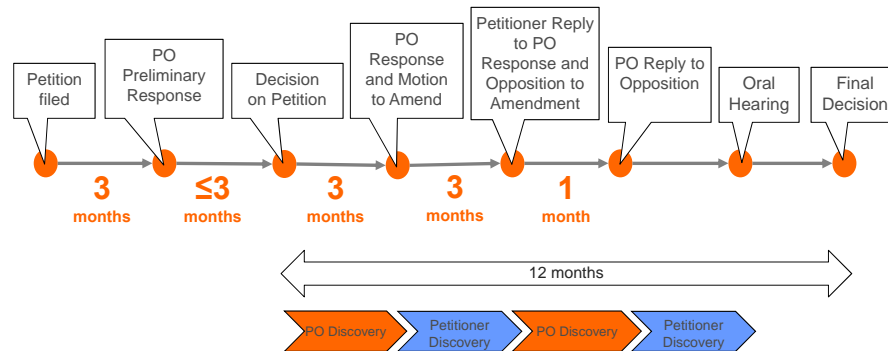 Petition
filed
PO
Preliminary
Response
Decision
on Petition
PO
Response
and Motion
to Amend
Petitioner Reply
to PO
Response and
Opposition to
Amendment
PO Reply to
Opposition
Oral
Hearing
Final
Decision
3
months
≤3
months
3
months
3
months
1
month
12 months
PO Discovery
Petitioner
Discovery
PO Discovery
Petitioner
Discovery